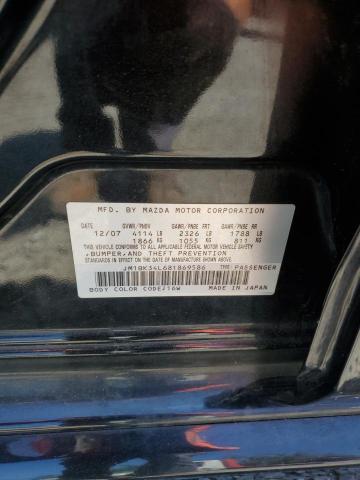 MFD. BY MAZDA MOTOR CORPORATION
DATE GVWR/PNBV GAWR/PNBE FRT GAWR/PNBE RR
12/07 4114 LB 2326 LB 1788 LB
1866 KG 1055 KG 811 KG
THIS VEHICLE CONFORMS TO ALL APPLICABLE FEDERAL MOTOR VEHICLE SAFETY
, BUMPER, AND THEFT PREVENTION
STANDARDS IN EFFECT ON THE DATE OF MANUFACTURE SHOWN ABOVE.
JM1BK34L681869586 TYPE: PASSENGER
BODY COLOR CODE: 16W MADE IN JAPAN